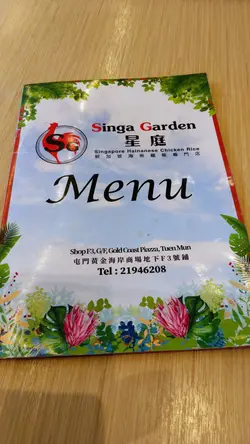 Singa Garden
星庭
Singapore Hainanese Chicken Rice
新加坡海南雞飯專門店
Menu
Shop F3, G/F, Gold Coast Piazza, Tuen Mun
屯門黃金海岸商場地下F3號鋪
Tel : 21946208